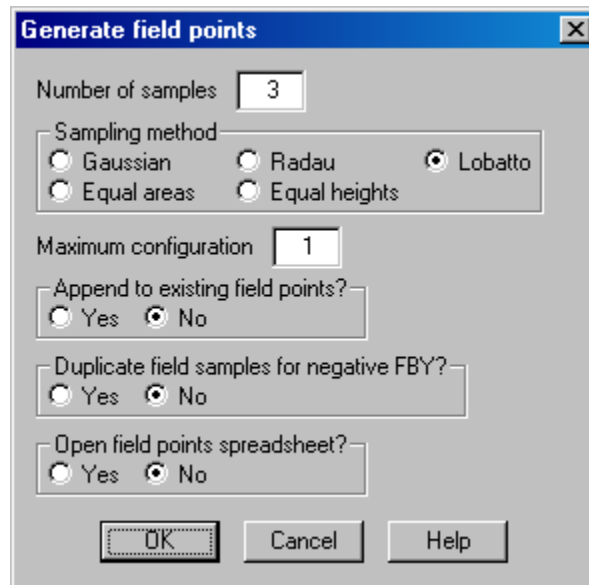 Generate field points
Number of samples 3
Sampling method
Gaussian Radau Lobatto
Equal areas Equal heights
Maximum configuration 1
Append to existing field points?
Yes No
Duplicate field samples for negative FBY?
Yes No
Open field points spreadsheet?
Yes No
OK Cancel Help